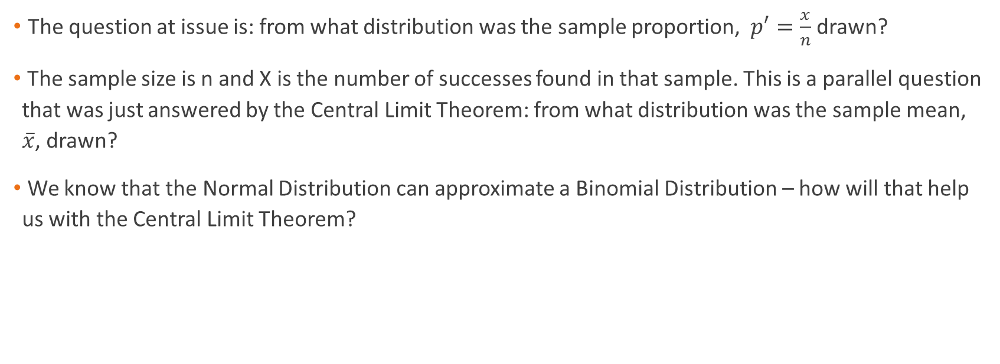 • The question at issue is: from what distribution was the sample proportion, p′ = x/n drawn?
• The sample size is n and X is the number of successes found in that sample. This is a parallel question
that was just answered by the Central Limit Theorem: from what distribution was the sample mean,
x̄, drawn?
• We know that the Normal Distribution can approximate a Binomial Distribution – how will that help
us with the Central Limit Theorem?